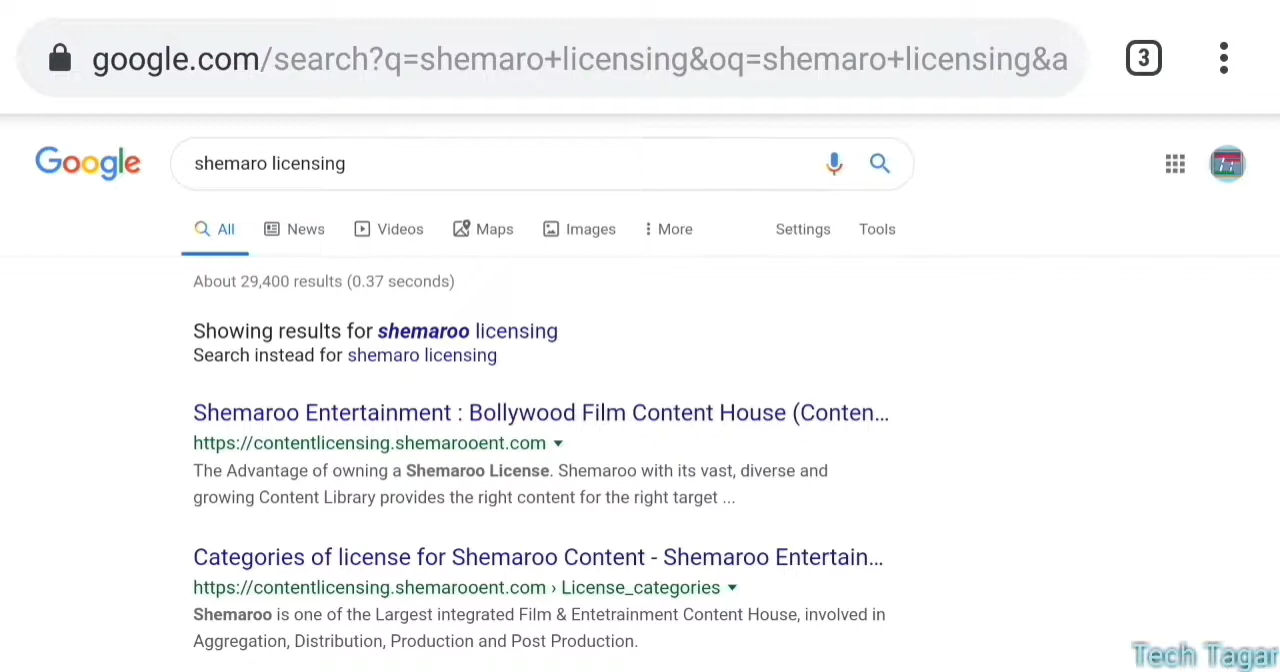 google.com/search?q=shemaro+licensing&oq=shemaro+licensing&a
3
Google
shemaro licensing
All News Videos Maps Images More Settings Tools
About 29,400 results (0.37 seconds)
Showing results for shemaroo licensing
Search instead for shemaro licensing
Shemaroo Entertainment : Bollywood Film Content House (Conten...
https://contentlicensing.shemarooent.com
The Advantage of owning a Shemaroo License. Shemaroo with its vast, diverse and
growing Content Library provides the right content for the right target ...
Categories of license for Shemaroo Content - Shemaroo Entertain...
https://contentlicensing.shemarooent.com › License_categories
Shemaroo is one of the Largest integrated Film & Entetrainment Content House, involved in
Aggregation, Distribution, Production and Post Production.
Tech Tagar